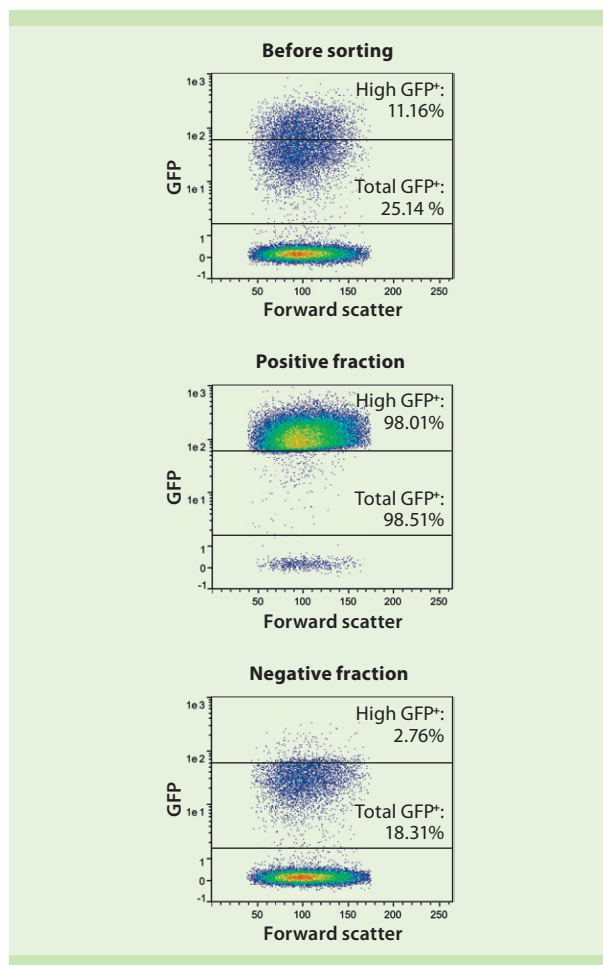 Before sorting
1e3
High GFP⁺:
11.16%
1e2
GFP
1e1
Total GFP⁺:
25.14 %
1
0
-1
50 100 150 200 250
Forward scatter
Positive fraction
1e3
High GFP⁺:
98.01%
1e2
GFP
1e1
Total GFP⁺:
98.51%
1
0
-1
50 100 150 200 250
Forward scatter
Negative fraction
1e3
High GFP⁺:
2.76%
1e2
GFP
1e1
Total GFP⁺:
18.31%
1
0
-1
50 100 150 200 250
Forward scatter